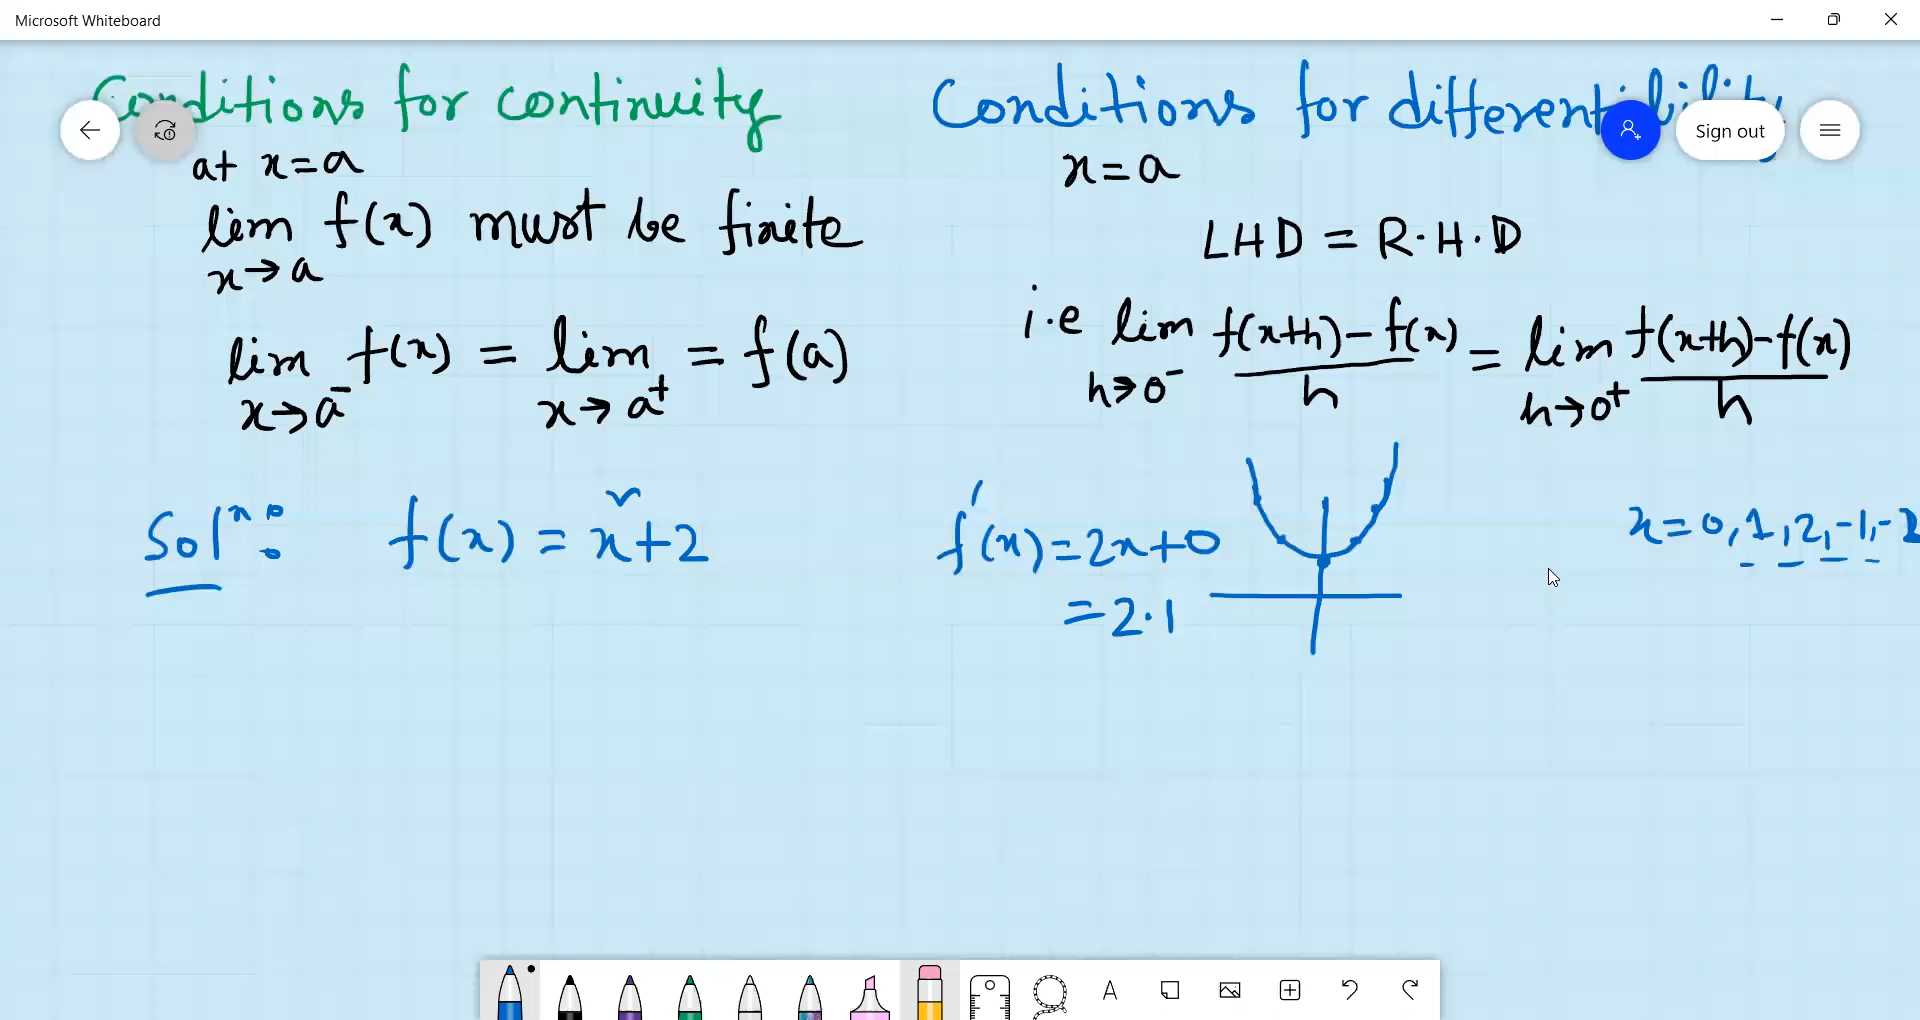 Microsoft Whiteboard
Conditions for continuity
at x=a
lim f(x) must be finite
x→a
lim f(x) = lim = f(a)
x→a⁻ x→a⁺
Conditions for differentiability
Sign out
x=a
LHD = R.H.D
i.e lim f(x+h)-f(x)/h = lim f(x+h)-f(x)/h
h→0⁻ h→0⁺
Solⁿ: f(x) = x²+2 f'(x)=2x+0
=2.1
x=0,1,2,-1,-2
A